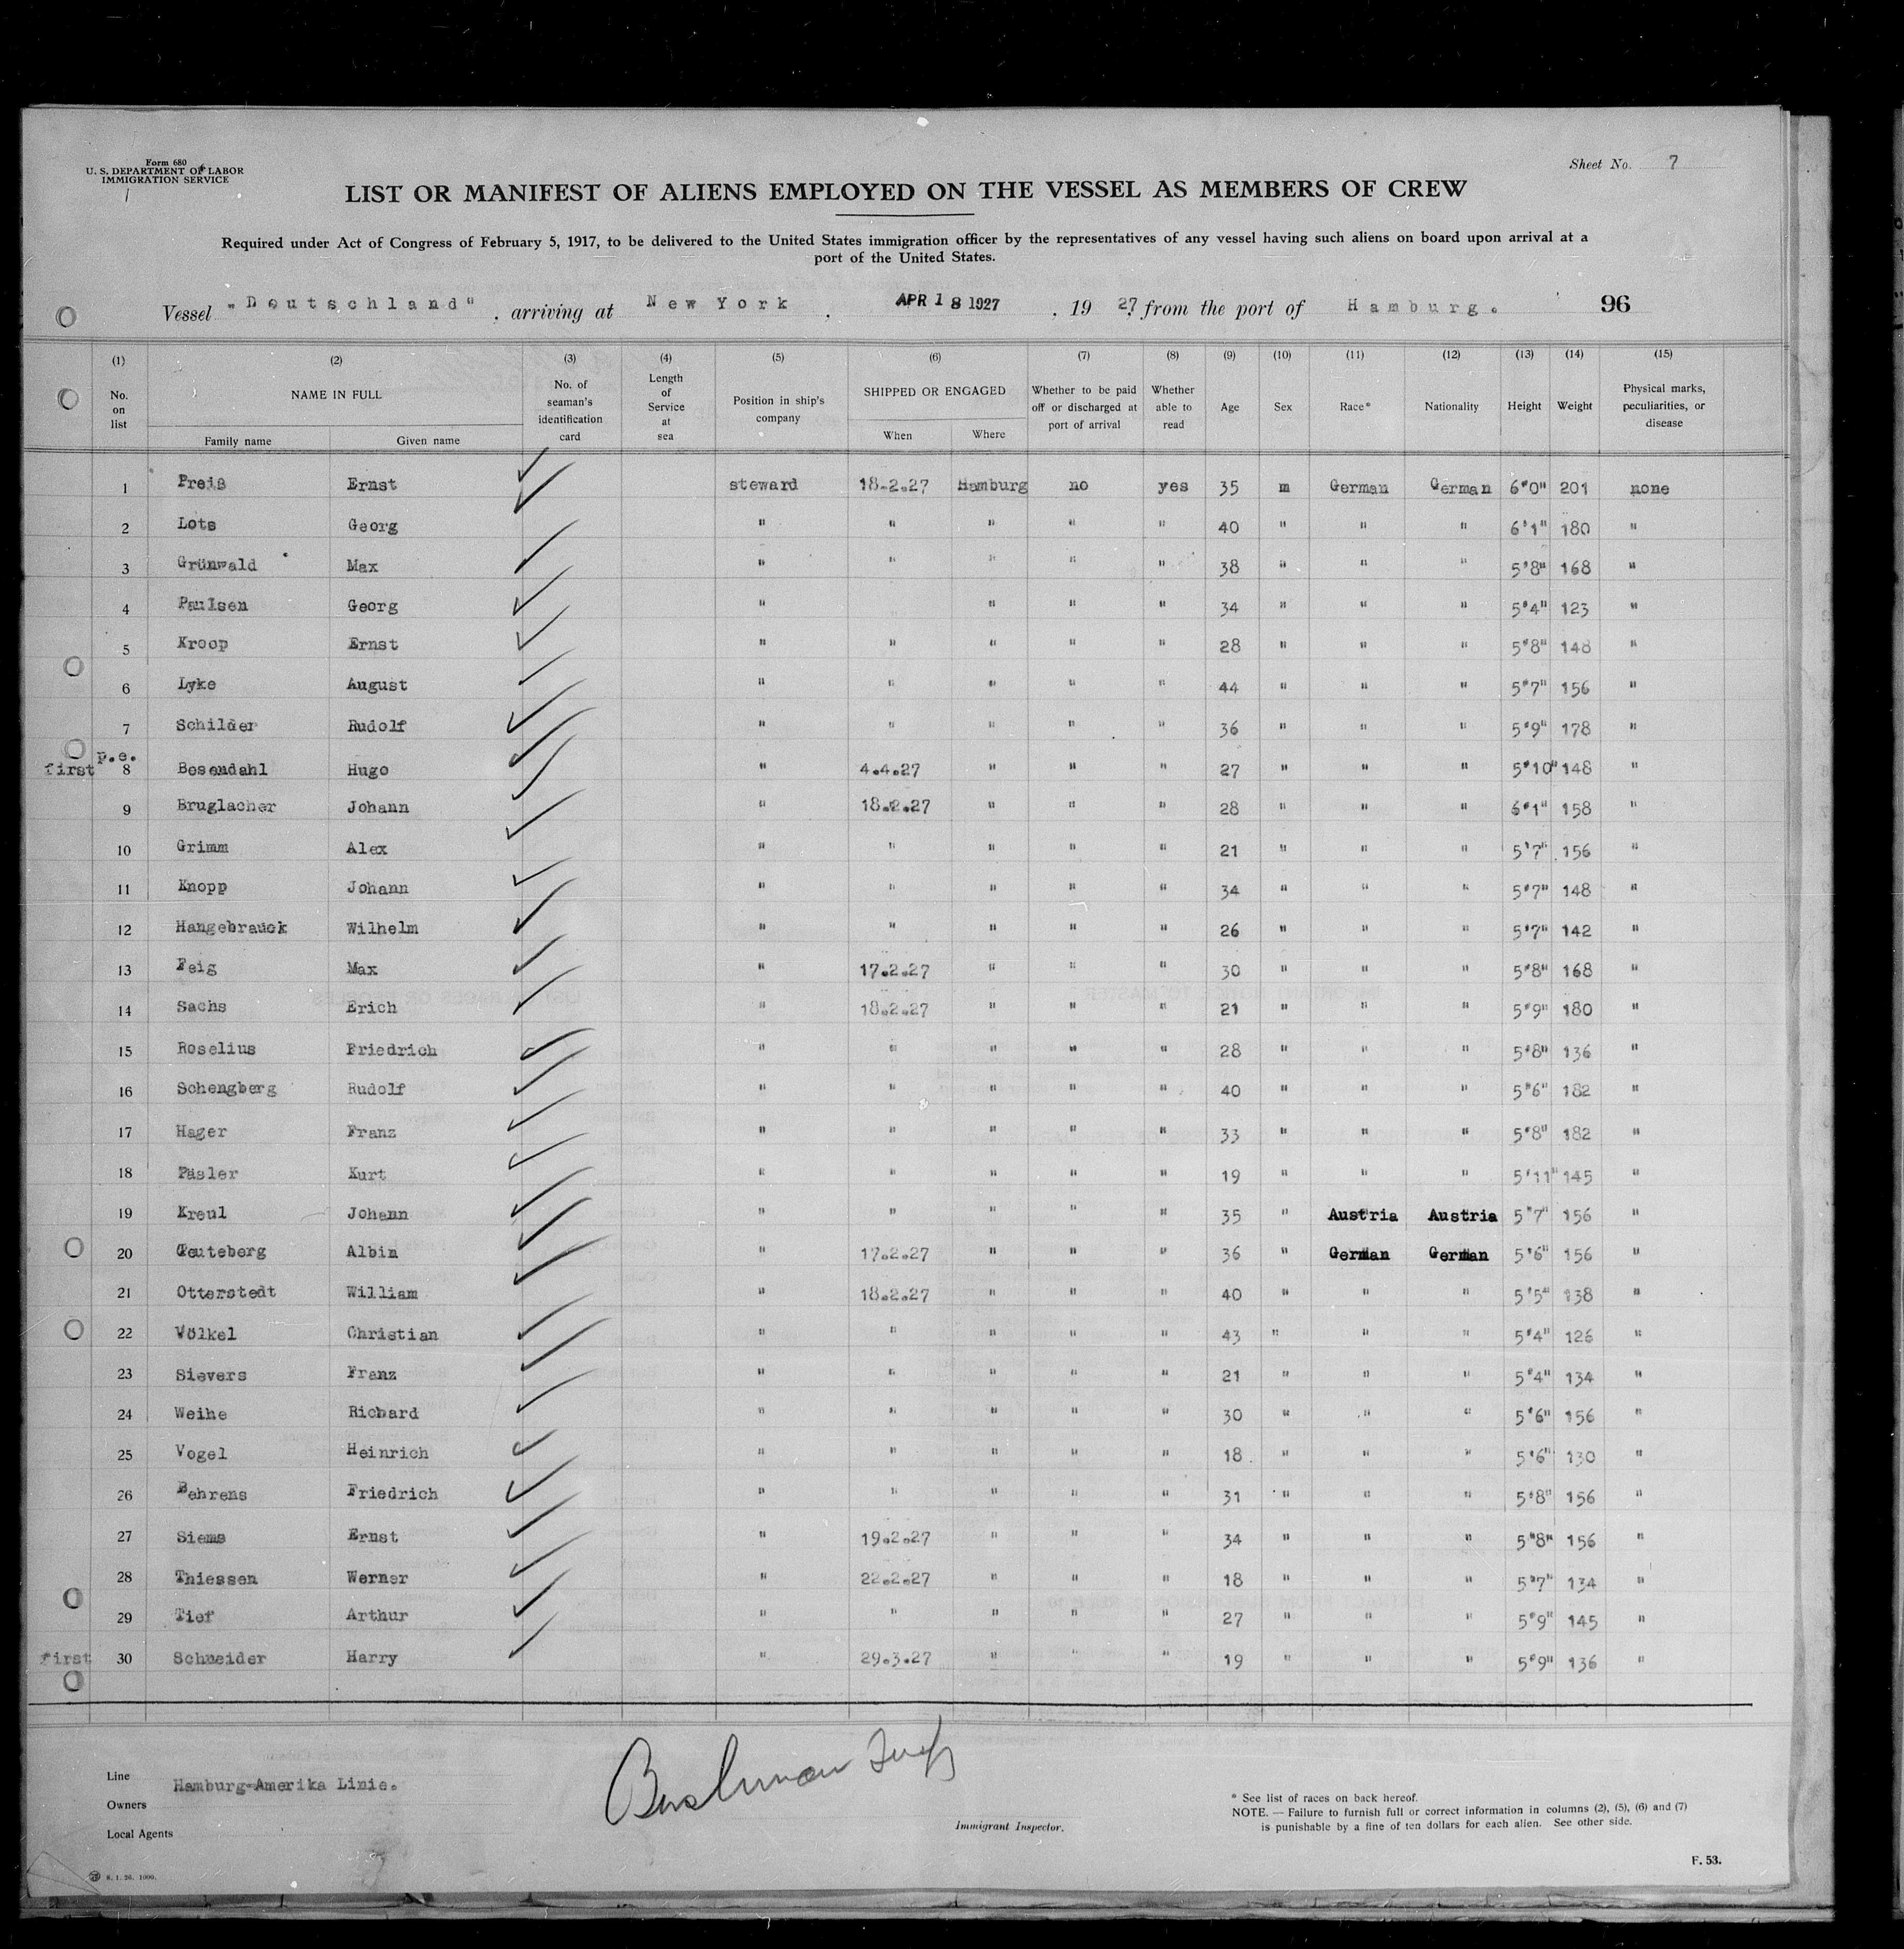 Form 680
U. S. DEPARTMENT OF LABOR
IMMIGRATION SERVICE
Sheet No. 7
LIST OR MANIFEST OF ALIENS EMPLOYED ON THE VESSEL AS MEMBERS OF CREW
Required under Act of Congress of February 5, 1917, to be delivered to the United States immigration officer by the representatives of any vessel having such aliens on board upon arrival at a
port of the United States.
Vessel "Deutschland", arriving at New York, APR 18 1927, 1927, from the port of Hamburg. 96
(1) (2) (3) (4) (5) (6) (7) (8) (9) (10) (11) (12) (13) (14) (15)
No. on list NAME IN FULL Family name Given name No. of seaman's identification card Length of Service at sea Position in ship's company SHIPPED OR ENGAGED When Where Whether to be paid off or discharged at port of arrival Whether able to read Age Sex Race* Nationality Height Weight Physical marks, peculiarities, or disease
1 Preiß Ernst steward 18.2.27 Hamburg no yes 35 m German German 6'0" 201 none
2 Lots Georg " " " " " 40 " " " 6'1" 180 "
3 Grünwald Max " " " " " 38 " " " 5'8" 168 "
4 Paulsen Georg " " " " 34 " " " 5'4" 123 "
5 Kroop Ernst " " " " " 28 " " " 5'8" 148 "
6 Lyke August " " " " " 44 " " " 5'7" 156 "
7 Schilder Rudolf " " " " " 36 " " " 5'9" 178 "
p.e.
first 8 Besendahl Hugo " 4.4.27 " " " 27 " " " 5'10" 148 "
9 Bruglacher Johann " 18.2.27 " " " 28 " " " 6'1" 158 "
10 Grimm Alex " " " " " 21 " " " 5'7" 156 "
11 Knopp Johann " " " " " 34 " " " 5'7" 148 "
12 Hangebrauck Wilhelm " " " " " 26 " " " 5'7" 142 "
13 Feig Max " 17.2.27 " " " 30 " " " 5'8" 168 "
14 Sachs Erich " 18.2.27 " " " 21 " " " 5'9" 180 "
15 Roselius Friedrich " " " " " 28 " " " 5'8" 136 "
16 Schengberg Rudolf " " " " " 40 " " " 5'6" 182 "
17 Hager Franz " " " " " 33 " " " 5'8" 182 "
18 Päsler Kurt " " " " " 19 " " " 5'11" 145 "
19 Kreul Johann " " " " " 35 " Austria Austria 5'7" 156 "
20 Teuteberg Albin " 17.2.27 " " " 36 " German German 5'6" 156 "
21 Otterstedt William " 18.2.27 " " " 40 " " " 5'5" 138 "
22 Völkel Christian " " " " " 43 " " " 5'4" 126 "
23 Sievers Franz " " " " " 21 " " " 5'4" 134 "
24 Weihe Richard " " " " " 30 " " " 5'6" 156 "
25 Vogel Heinrich " " " " " 18 " " " 5'6" 130 "
26 Behrens Friedrich " " " " " 31 " " " 5'8" 156 "
27 Siems Ernst " 19.2.27 " " " 34 " " " 5'8" 156 "
28 Thiessen Werner " 22.2.27 " " " 18 " " " 5'7" 134 "
29 Tief Arthur " " " " " 27 " " " 5'9" 145 "
first 30 Schneider Harry " 29.3.27 " " " 19 " " " 5'9" 136 "
Line Hamburg-Amerika Linie.
Owners
Local Agents
Immigrant Inspector.
* See list of races on back hereof.
NOTE. — Failure to furnish full or correct information in columns (2), (5), (6) and (7)
is punishable by a fine of ten dollars for each alien. See other side.
F. 53.
8. 1. 26. 1000.